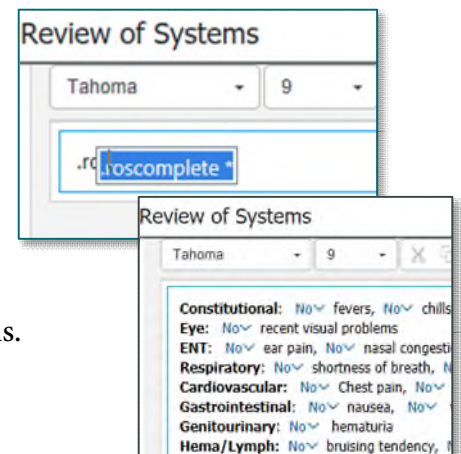 Review of Systems
Tahoma 9
.ro .roscomplete *
Review of Systems
Tahoma 9
ns.
Constitutional: No fevers, No chills
Eye: No recent visual problems
ENT: No ear pain, No nasal congesti
Respiratory: No shortness of breath, N
Cardiovascular: No Chest pain, No
Gastrointestinal: No nausea, No
Genitourinary: No hematuria
Hema/Lymph: No bruising tendency,